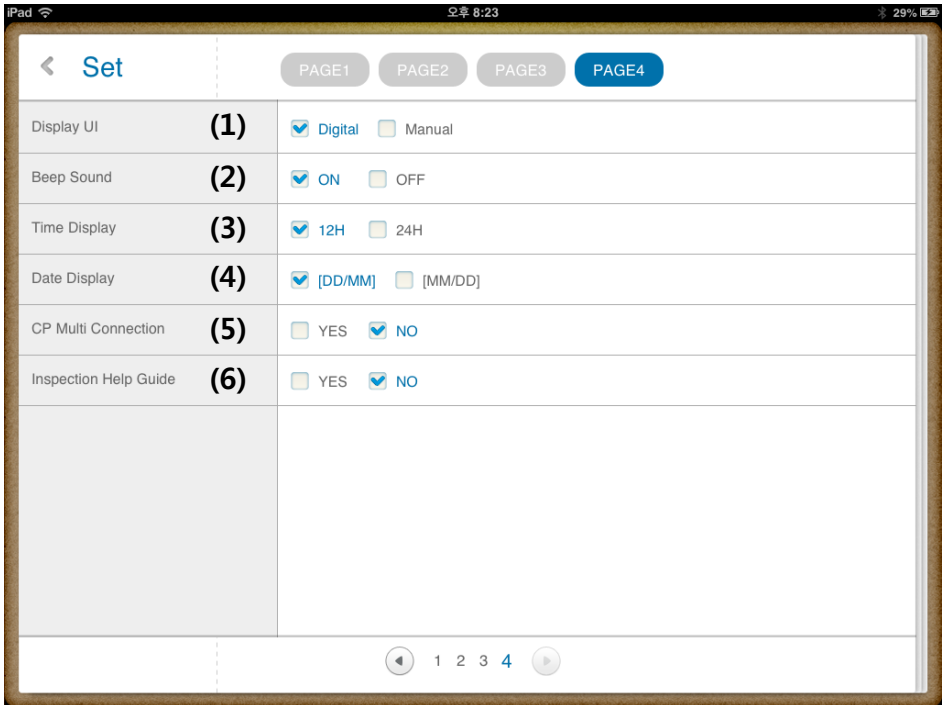 iPad 오후 8:23 29%
Set PAGE1 PAGE2 PAGE3 PAGE4
Display UI (1) Digital Manual
Beep Sound (2) ON OFF
Time Display (3) 12H 24H
Date Display (4) [DD/MM] [MM/DD]
CP Multi Connection (5) YES NO
Inspection Help Guide (6) YES NO
1 2 3 4